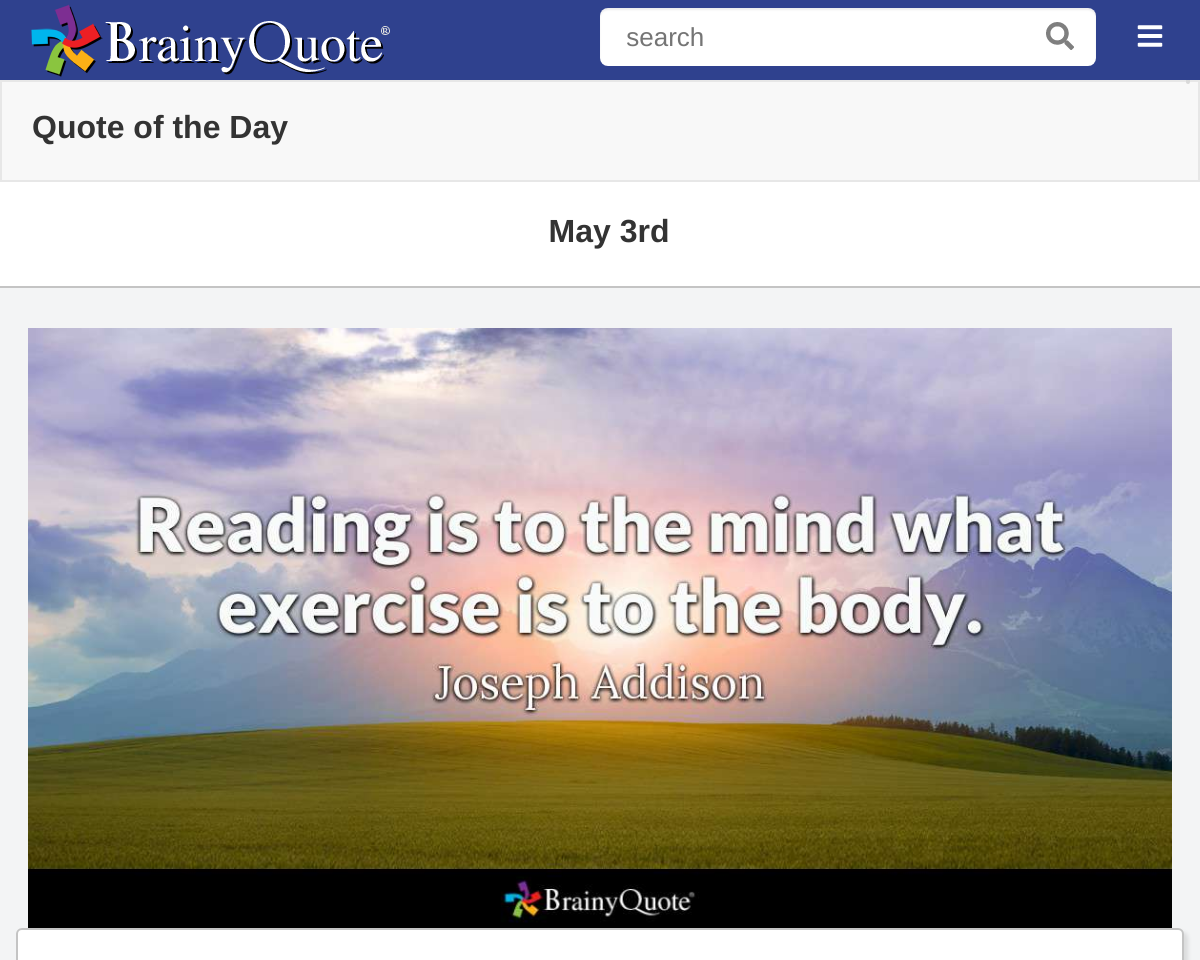 BrainyQuote®
search
Quote of the Day
May 3rd
Reading is to the mind what
exercise is to the body.
Joseph Addison
BrainyQuote®